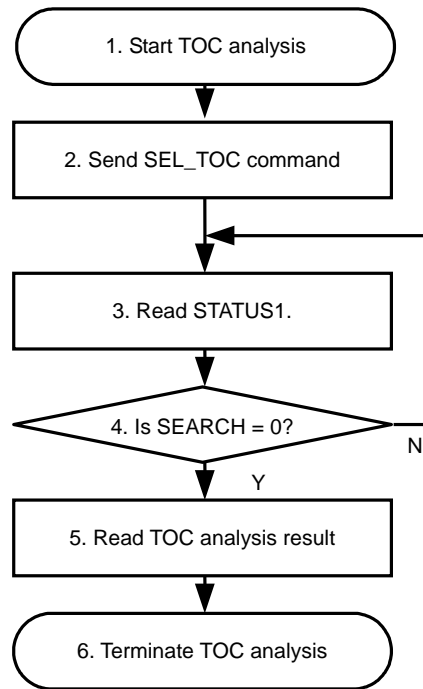 1. Start TOC analysis
2. Send SEL_TOC command
3. Read STATUS1.
4. Is SEARCH = 0?
N
Y
5. Read TOC analysis result
6. Terminate TOC analysis